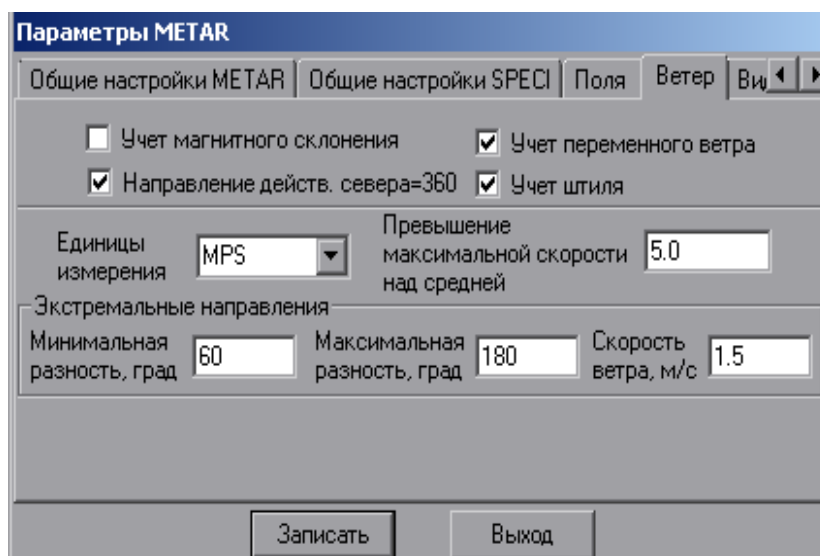 Параметры METAR
Общие настройки METAR Общие настройки SPECI Поля Ветер Ви
Учет магнитного склонения
Учет переменного ветра
Направление действ. севера=360
Учет штиля
Единицы
измерения
MPS
Превышение
максимальной скорости
над средней
5.0
Экстремальные направления
Минимальная
разность, град
60
Максимальная
разность, град
180
Скорость
ветра, м/с
1.5
Записать
Выход